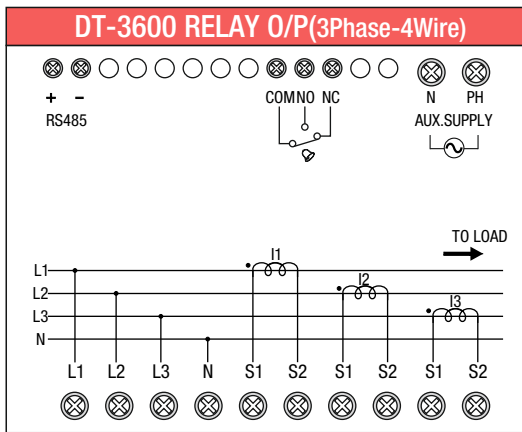 DT-3600 RELAY O/P(3Phase-4Wire)
+ − COM NO NC N PH
RS485 AUX.SUPPLY
TO LOAD
I1
L1
I2
L2
I3
L3
N
L1 L2 L3 N S1 S2 S1 S2 S1 S2